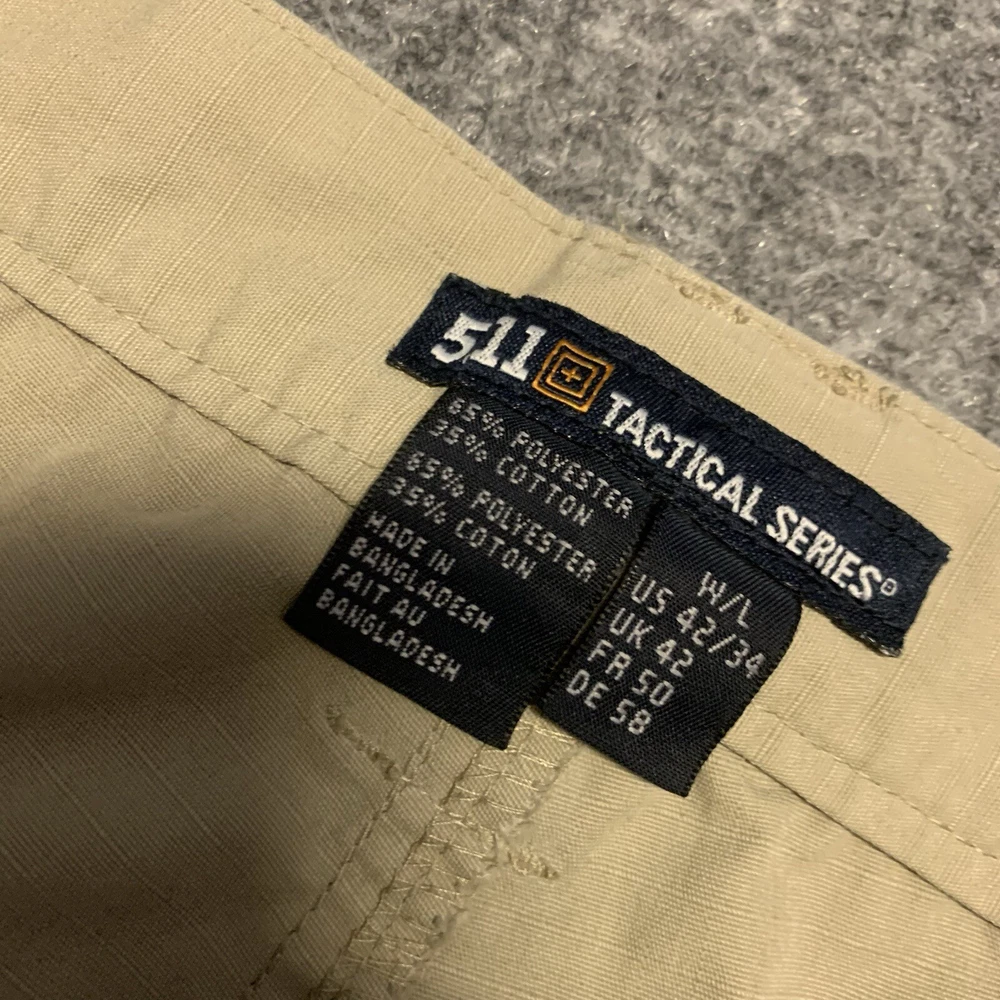 511 TACTICAL SERIES®
65% POLYESTER
35% COTTON
65% POLYESTER
35% COTON
MADE IN
BANGLADESH
FAIT AU
BANGLADESH
W/L
US 42/34
UK 42
FR 50
DE 58